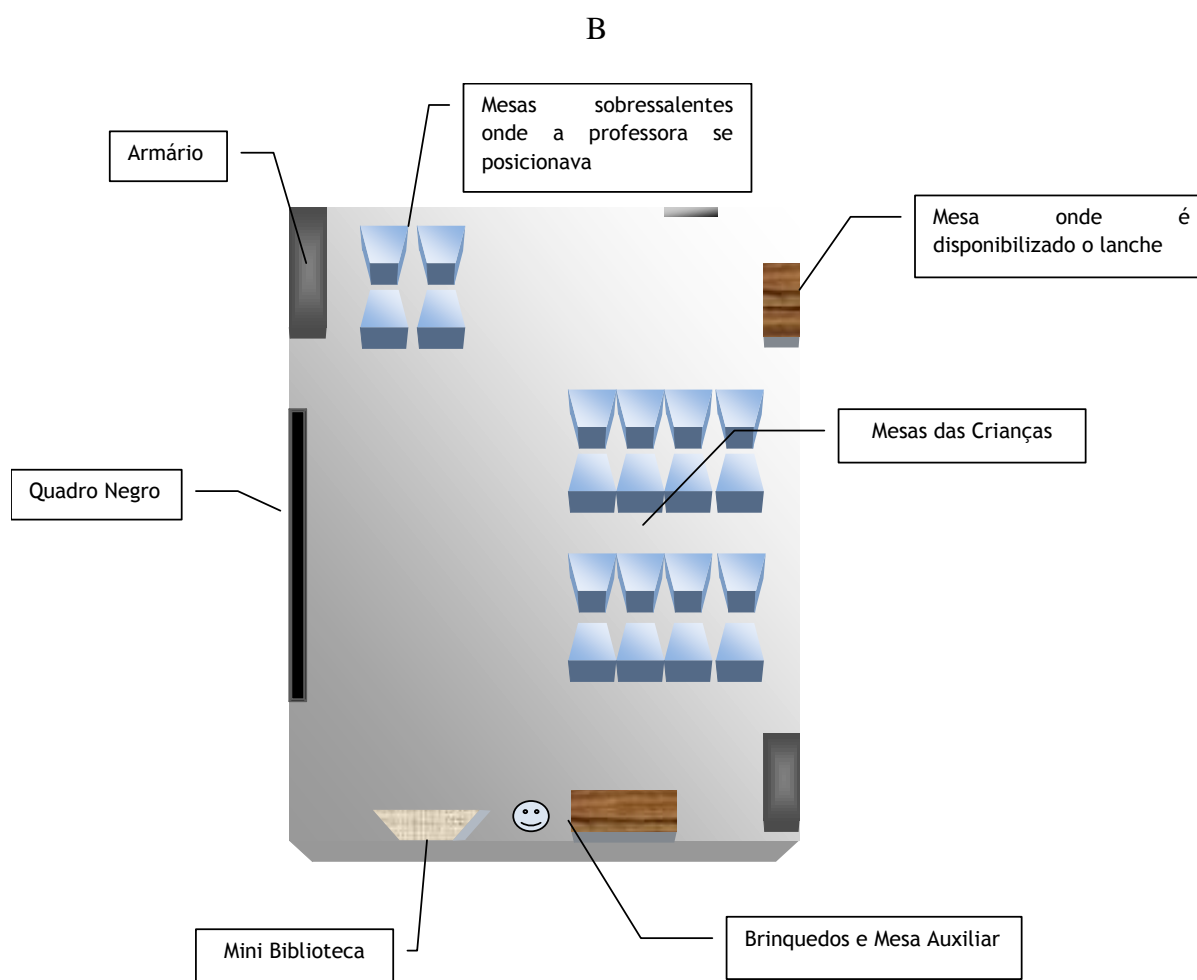 B
Mesas sobressalentes
onde a professora se
posicionava
Armário
Mesa onde é
disponibilizado o lanche
Mesas das Crianças
Quadro Negro
Brinquedos e Mesa Auxiliar
Mini Biblioteca